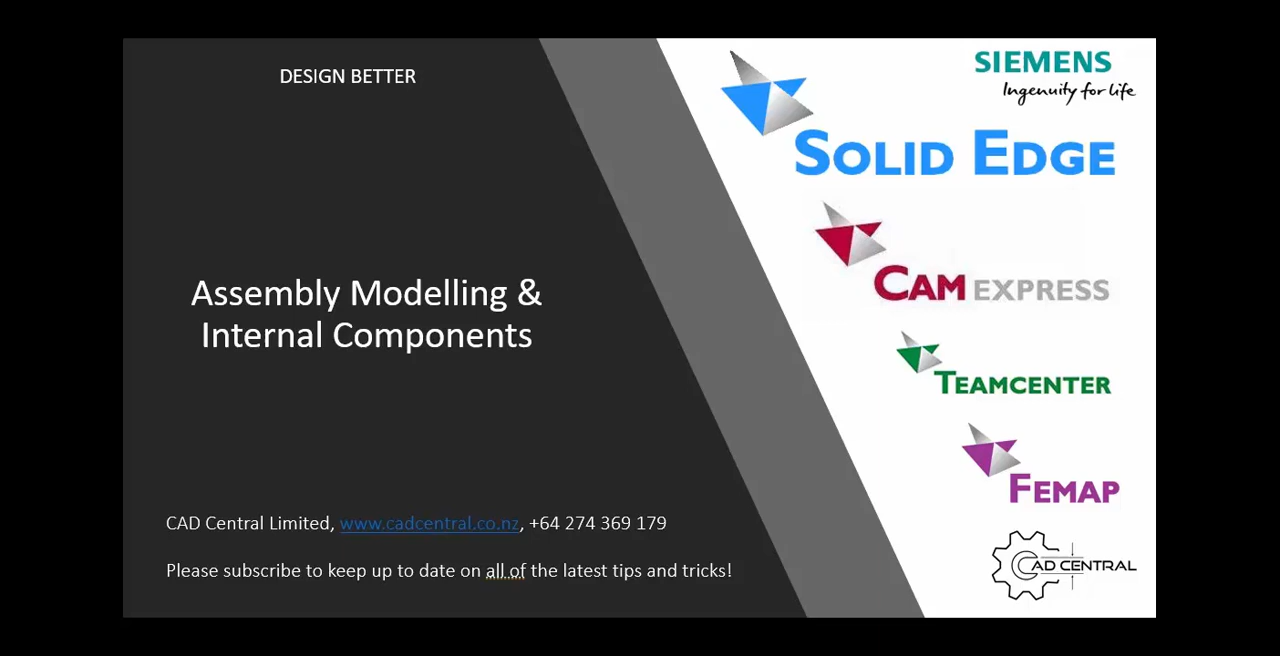 DESIGN BETTER
Assembly Modelling &
Internal Components
CAD Central Limited, www.cadcentral.co.nz, +64 274 369 179
Please subscribe to keep up to date on all of the latest tips and tricks!
SIEMENS
Ingenuity for life
SOLID EDGE
CAM EXPRESS
TEAMCENTER
FEMAP
CAD CENTRAL